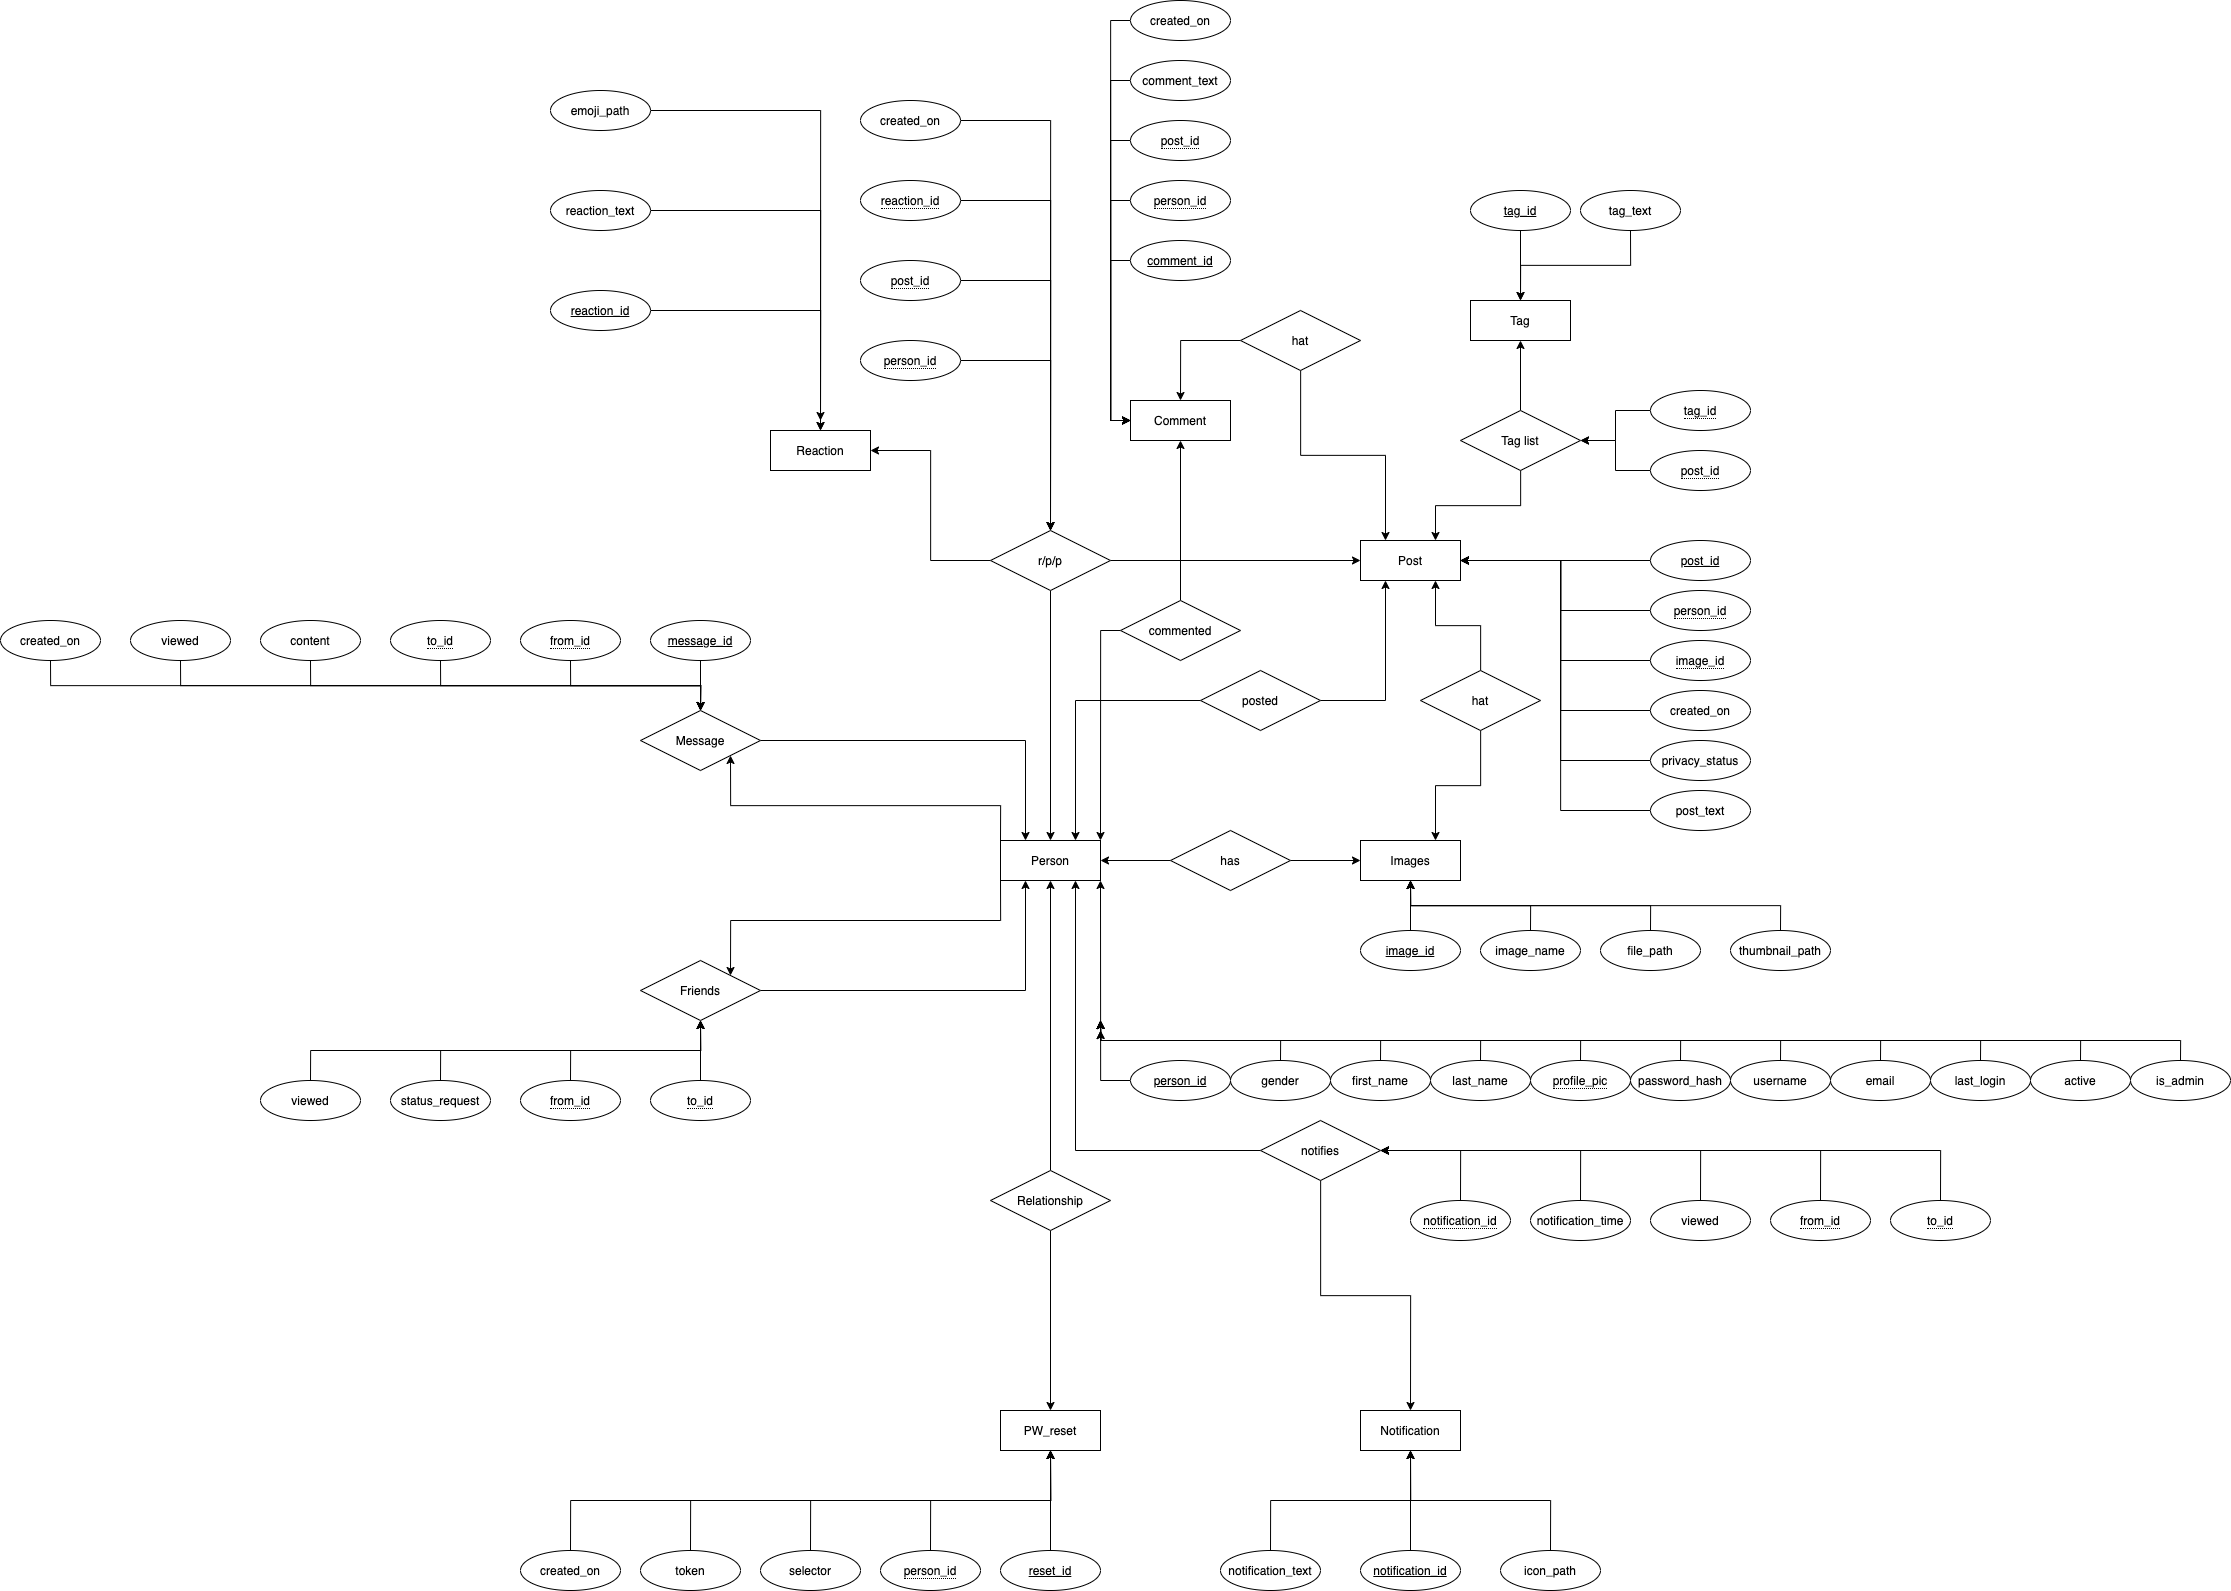 created_on
comment_text
emoji_path
created_on
post_id
reaction_id
person_id
reaction_text
tag_id
tag_text
comment_id
post_id
reaction_id
Tag
hat
person_id
tag_id
Comment
Tag list
Reaction
post_id
r/p/p
Post
post_id
person_id
commented
created_on
viewed
content
to_id
from_id
message_id
image_id
posted
hat
created_on
Message
privacy_status
post_text
Person
has
Images
image_id
image_name
file_path
thumbnail_path
Friends
person_id
gender
first_name
last_name
profile_pic
password_hash
username
email
last_login
active
is_admin
viewed
status_request
from_id
to_id
notifies
Relationship
notification_id
notification_time
viewed
from_id
to_id
PW_reset
Notification
created_on
token
selector
person_id
reset_id
notification_text
notification_id
icon_path